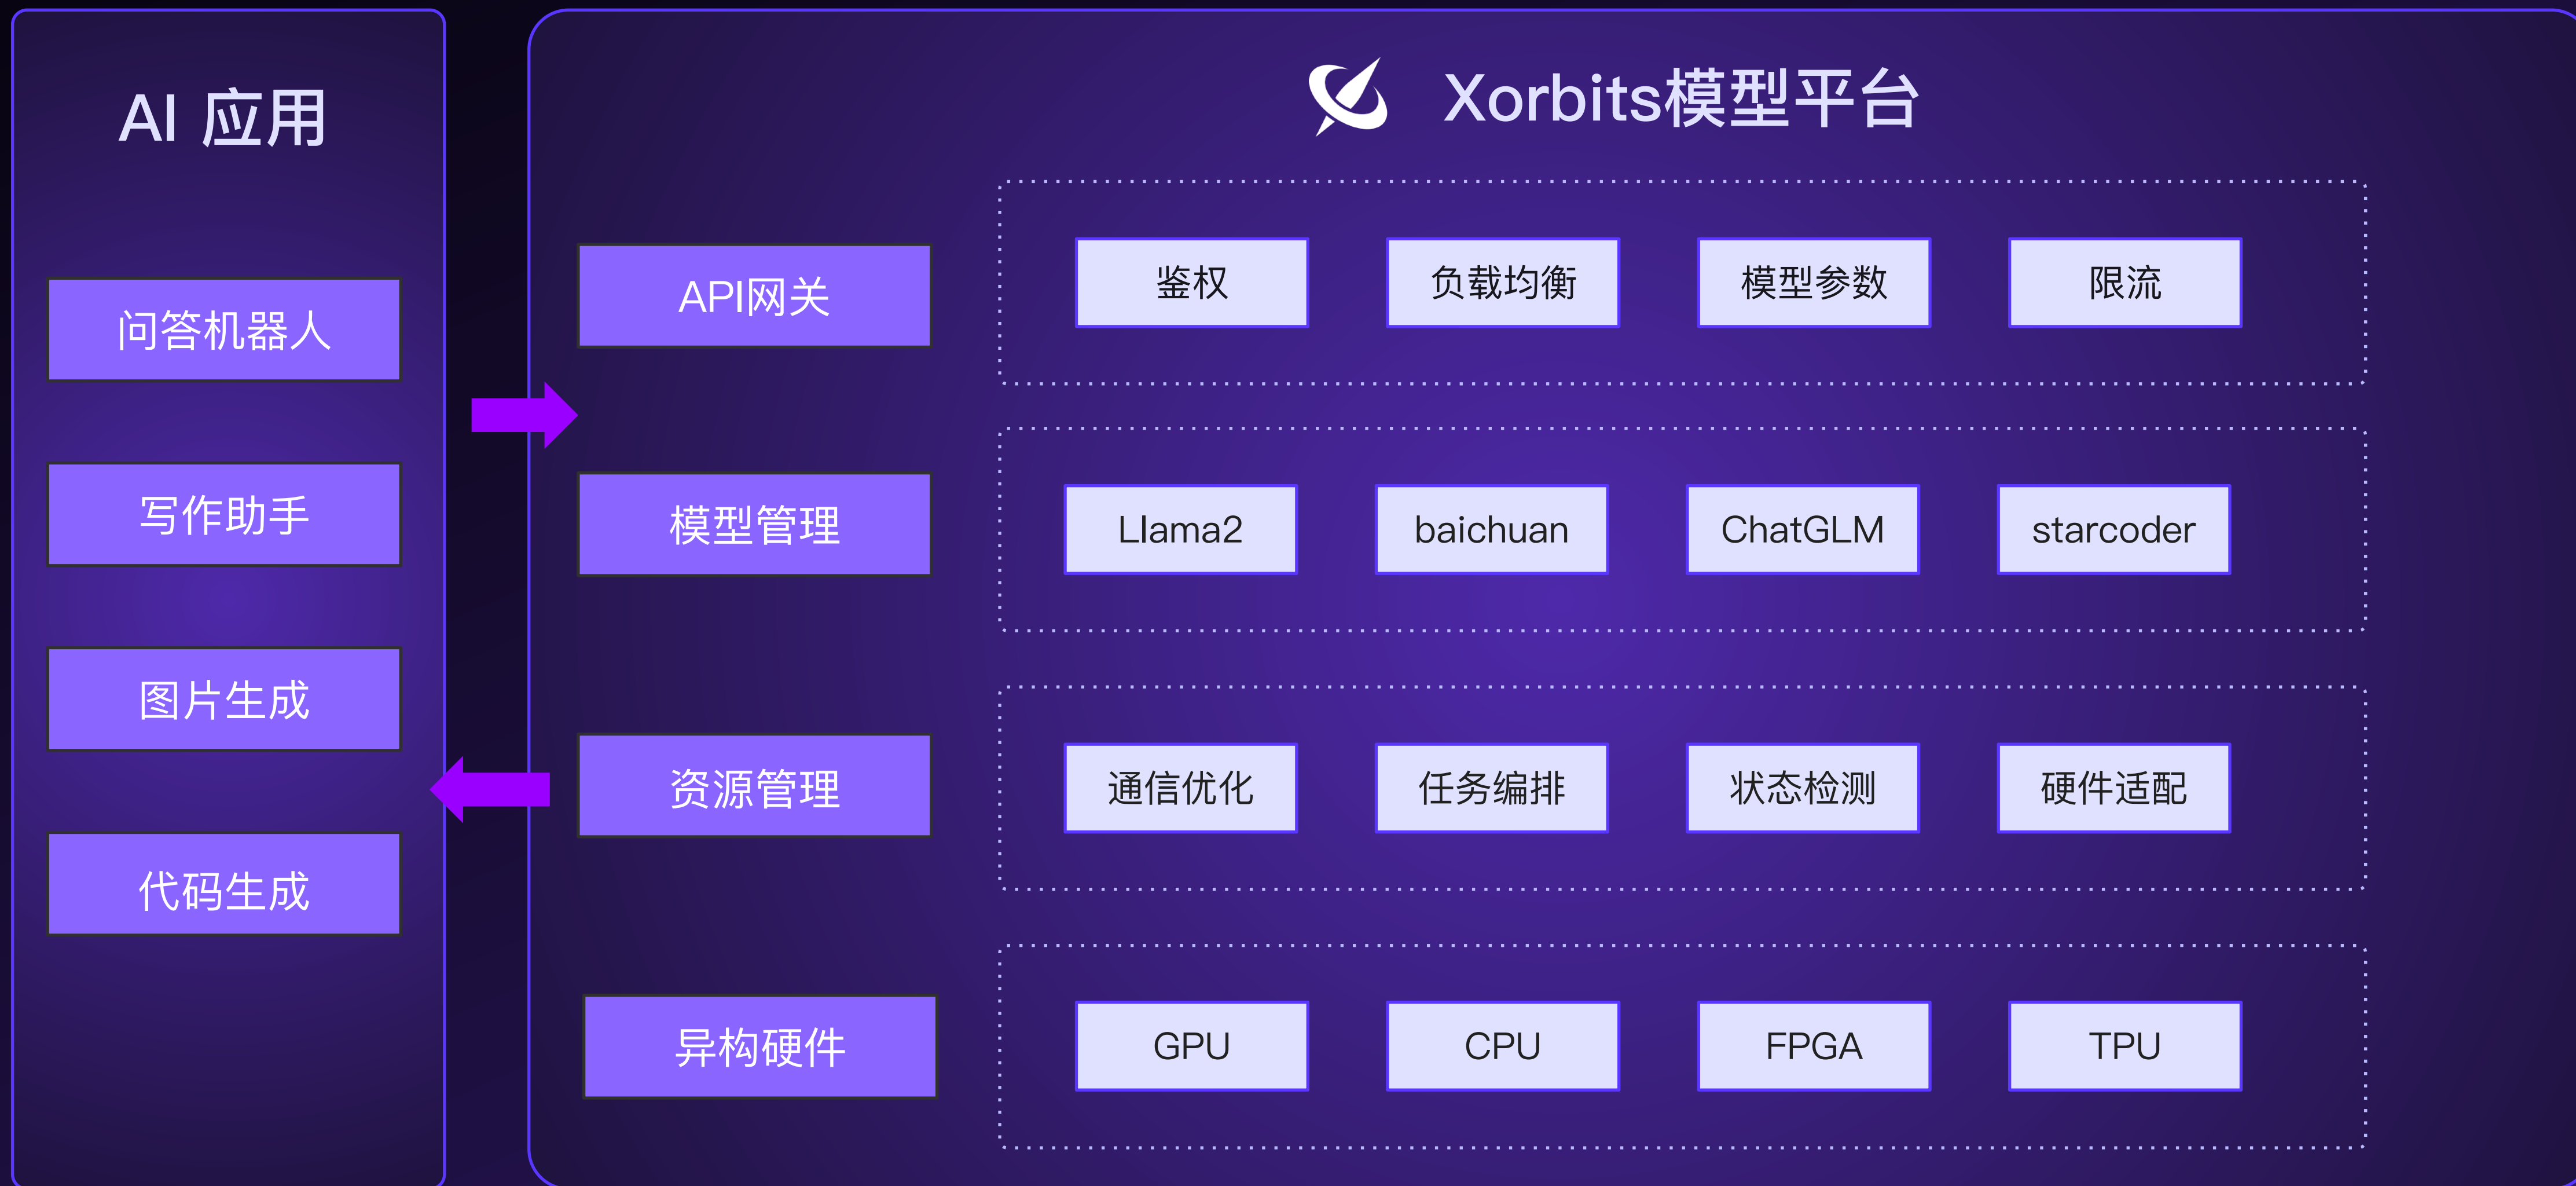 AI 应用
问答机器人
写作助手
图片生成
代码生成
Xorbits模型平台
API网关
鉴权
负载均衡
模型参数
限流
模型管理
Llama2
baichuan
ChatGLM
starcoder
资源管理
通信优化
任务编排
状态检测
硬件适配
异构硬件
GPU
CPU
FPGA
TPU